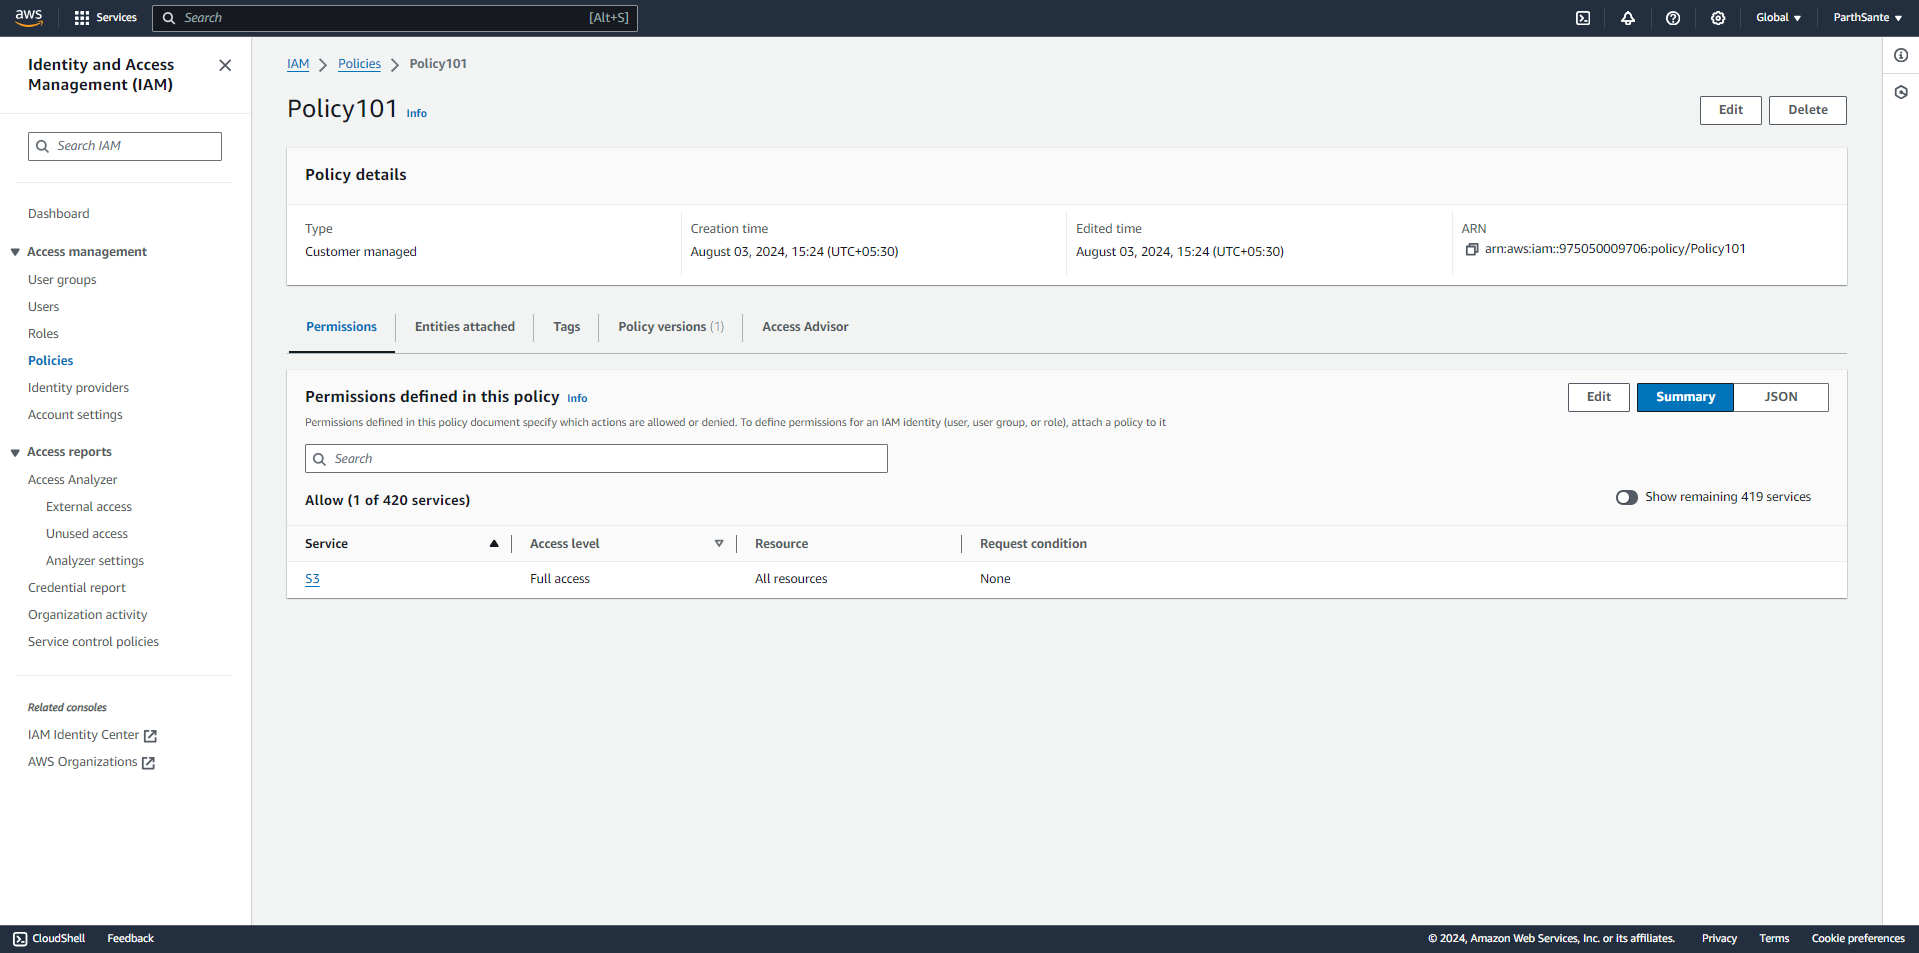 aws
Services
Search
[Alt+S]
Global
ParthSante
Identity and Access
Management (IAM)
Search IAM
Dashboard
Access management
User groups
Users
Roles
Policies
Identity providers
Account settings
Access reports
Access Analyzer
External access
Unused access
Analyzer settings
Credential report
Organization activity
Service control policies
Related consoles
IAM Identity Center
AWS Organizations
IAM
Policies
Policy101
Policy101 Info
Edit
Delete
Policy details
Type
Customer managed
Creation time
August 03, 2024, 15:24 (UTC+05:30)
Edited time
August 03, 2024, 15:24 (UTC+05:30)
ARN
arn:aws:iam::975050009706:policy/Policy101
Permissions
Entities attached
Tags
Policy versions (1)
Access Advisor
Permissions defined in this policy Info
Permissions defined in this policy document specify which actions are allowed or denied. To define permissions for an IAM identity (user, user group, or role), attach a policy to it
Edit
Summary
JSON
Search
Allow (1 of 420 services)
Show remaining 419 services
Service
Access level
Resource
Request condition
S3
Full access
All resources
None
CloudShell
Feedback
© 2024, Amazon Web Services, Inc. or its affiliates.
Privacy
Terms
Cookie preferences